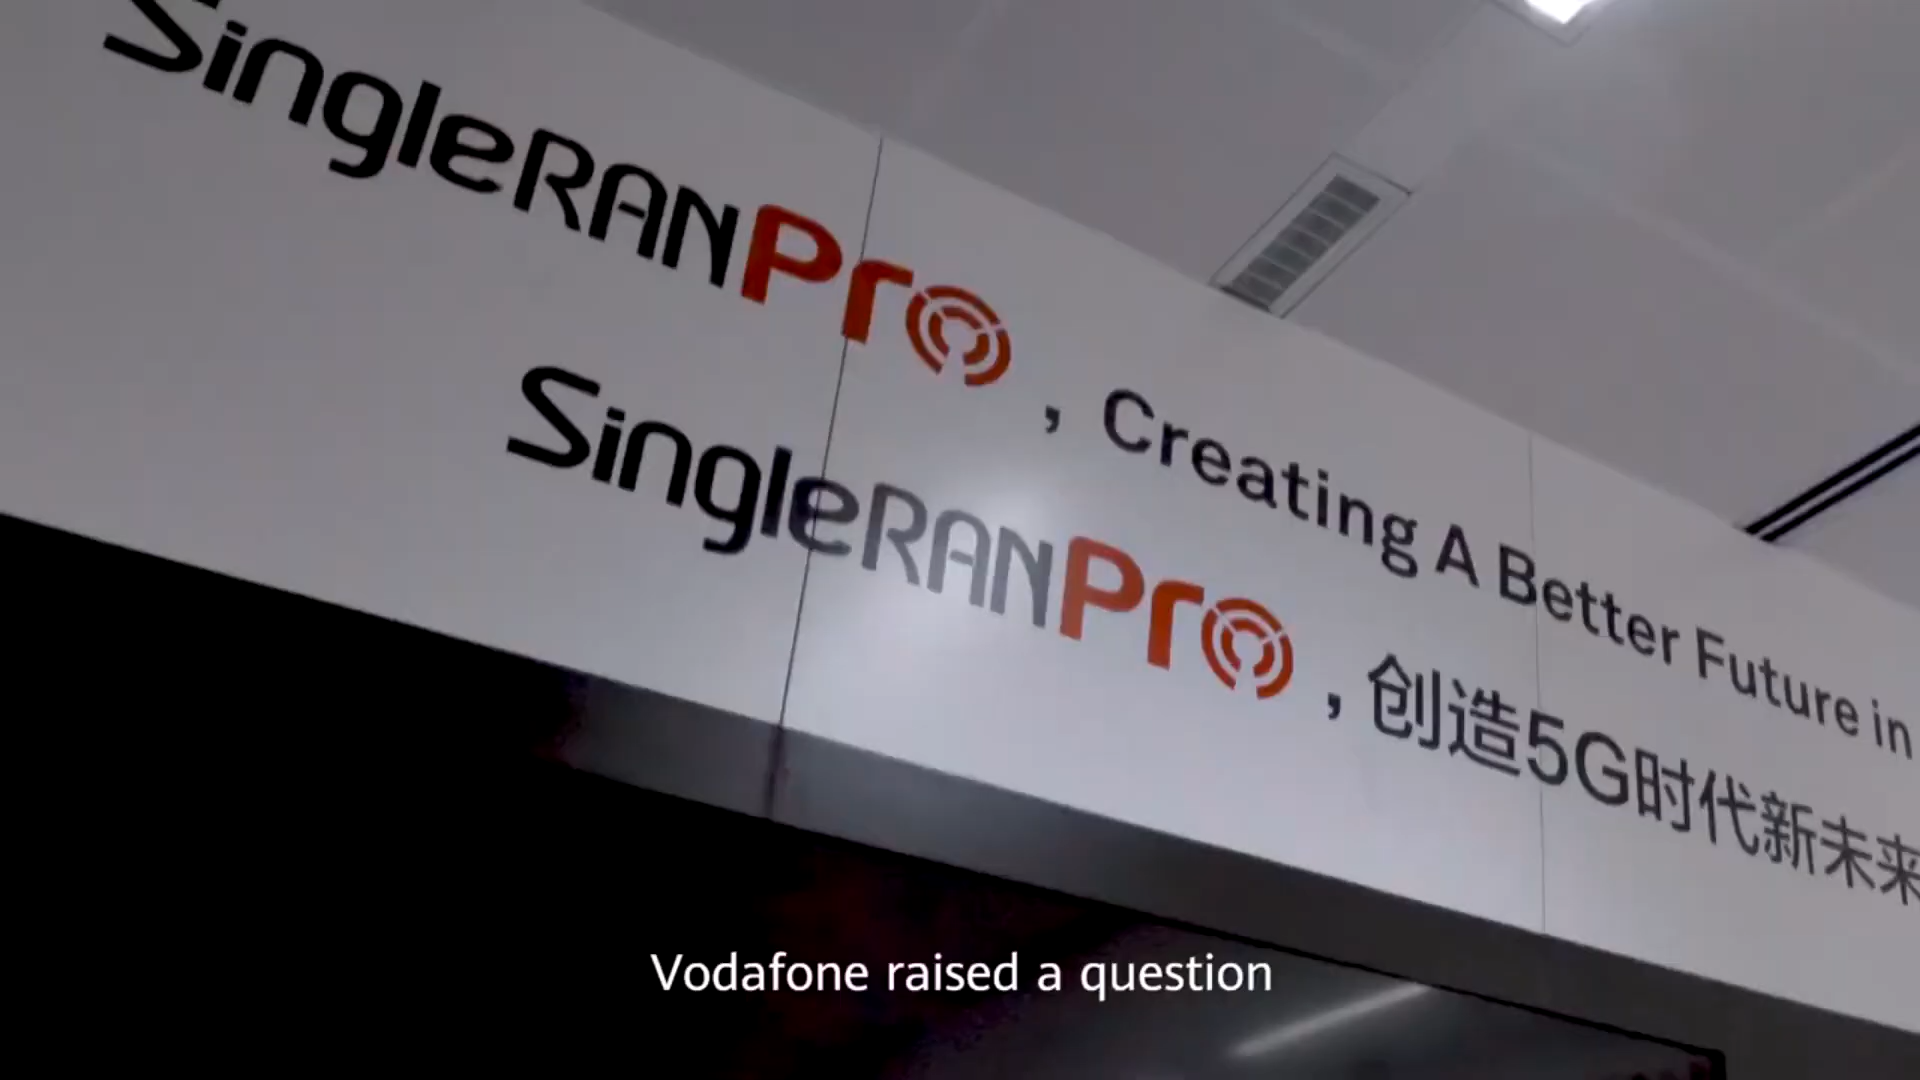 SingleRANPro, Creating A Better Future in
SingleRANPro, 创造5G时代新未来
Vodafone raised a question